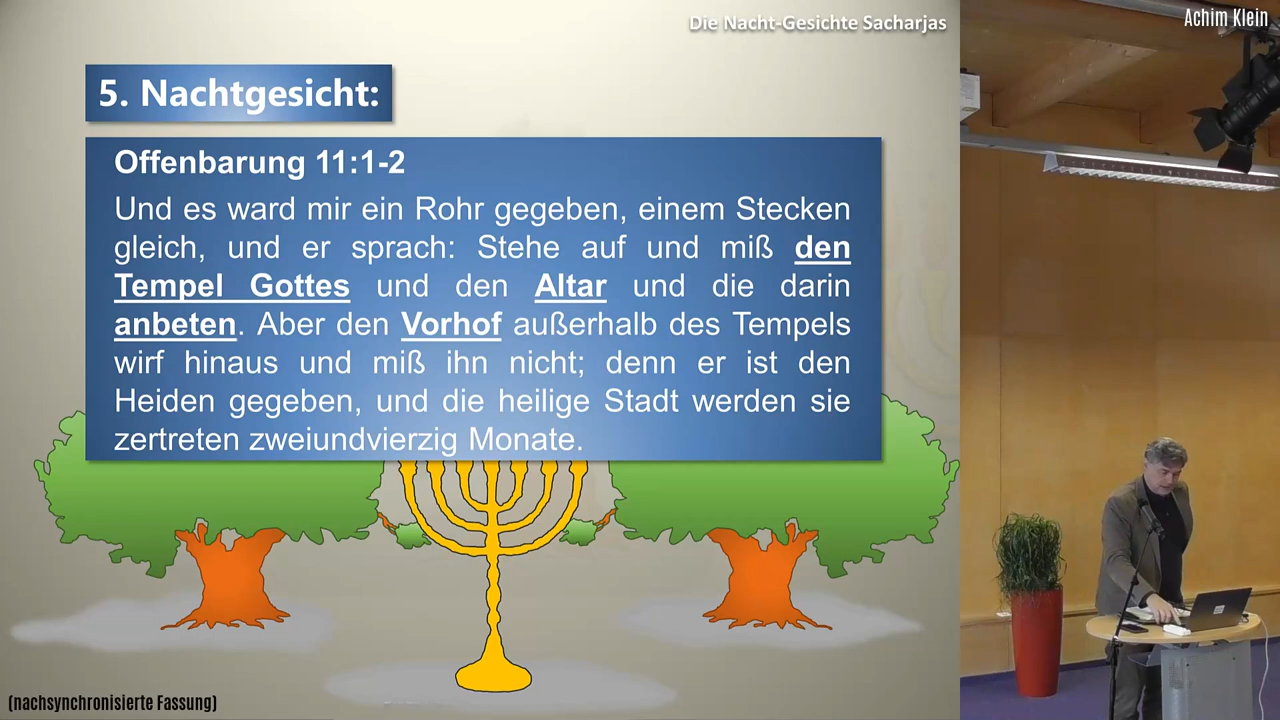 Die Nacht-Gesichte Sacharjas
Achim Klein
5. Nachtgesicht:
Offenbarung 11:1-2
Und es ward mir ein Rohr gegeben, einem Stecken
gleich, und er sprach: Stehe auf und miß den
Tempel Gottes und den Altar und die darin
anbeten. Aber den Vorhof außerhalb des Tempels
wirf hinaus und miß ihn nicht; denn er ist den
Heiden gegeben, und die heilige Stadt werden sie
zertreten zweiundvierzig Monate.
(nachsynchronisierte Fassung)